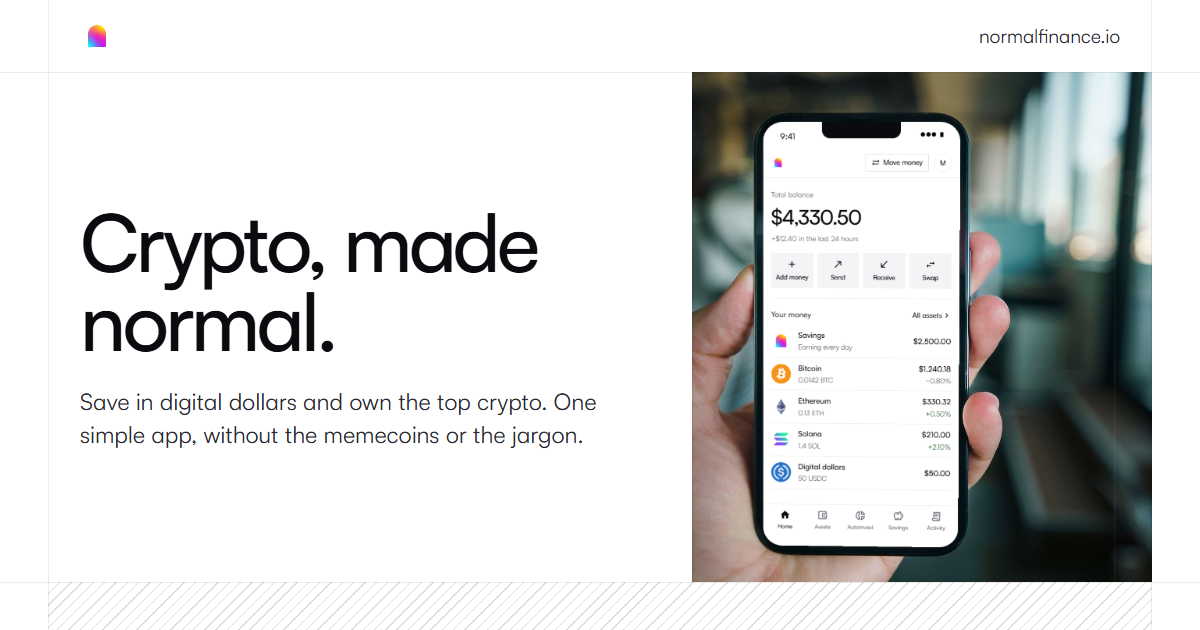 normalfinance.io
Crypto, made
normal.
Save in digital dollars and own the top crypto. One
simple app, without the memecoins or the jargon.
9:41
Move money
M
Total balance
$4,330.50
+$12.40 in the last 24 hours
Add money
Send
Receive
Swap
Your money
All assets
Savings
$2,500.00
Earning every day
Bitcoin
$1,240.18
0.0142 BTC
-0.80%
Ethereum
$330.32
0.13 ETH
+0.50%
Solana
$210.00
1.4 SOL
+2.10%
Digital dollars
$50.00
50 USDC
Home
Assets
Autoinvest
Savings
Activity